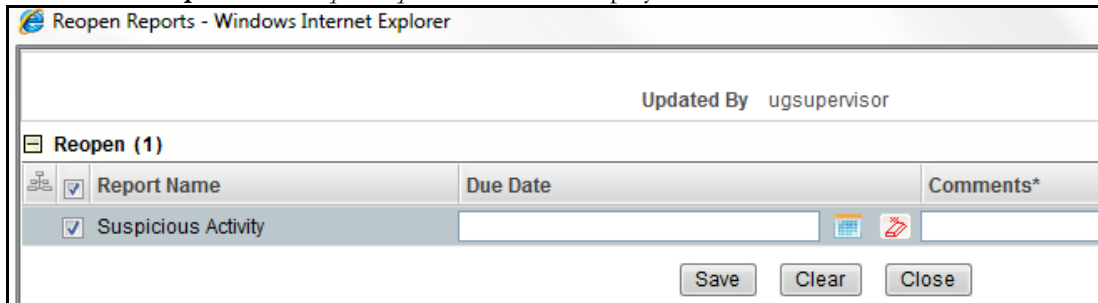 Reopen Reports - Windows Internet Explorer
Updated By ugsupervisor
Reopen (1)
Report Name Due Date Comments*
Suspicious Activity
Save Clear Close